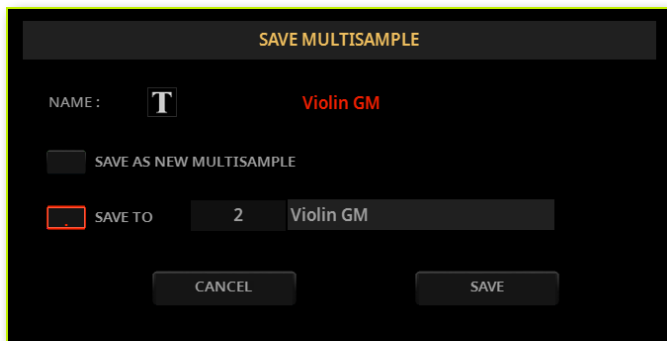 SAVE MULTISAMPLE
NAME : T Violin GM
SAVE AS NEW MULTISAMPLE
SAVE TO 2 Violin GM
CANCEL SAVE